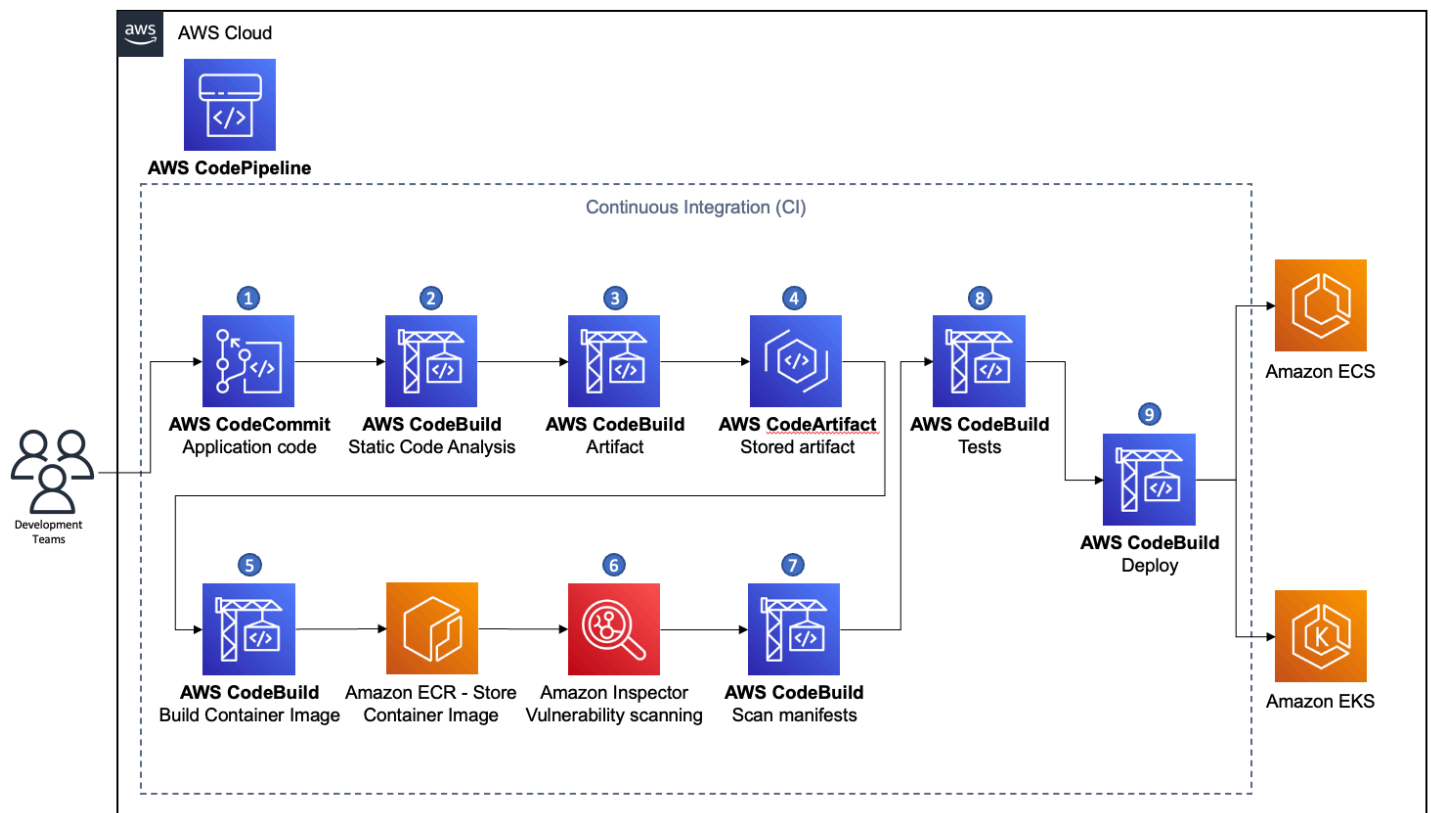 aws
AWS Cloud
</>
AWS CodePipeline
Continuous Integration (CI)
1
2
3
4
8
</>
</>
</>
</>
</>
AWS CodeCommit
Application code
AWS CodeBuild
Static Code Analysis
AWS CodeBuild
Artifact
AWS CodeArtifact
Stored artifact
AWS CodeBuild
Tests
Amazon ECS
9
</>
AWS CodeBuild
Deploy
Development
Teams
5
6
7
</>
</>
AWS CodeBuild
Build Container Image
Amazon ECR - Store
Container Image
Amazon Inspector
Vulnerability scanning
AWS CodeBuild
Scan manifests
K
Amazon EKS